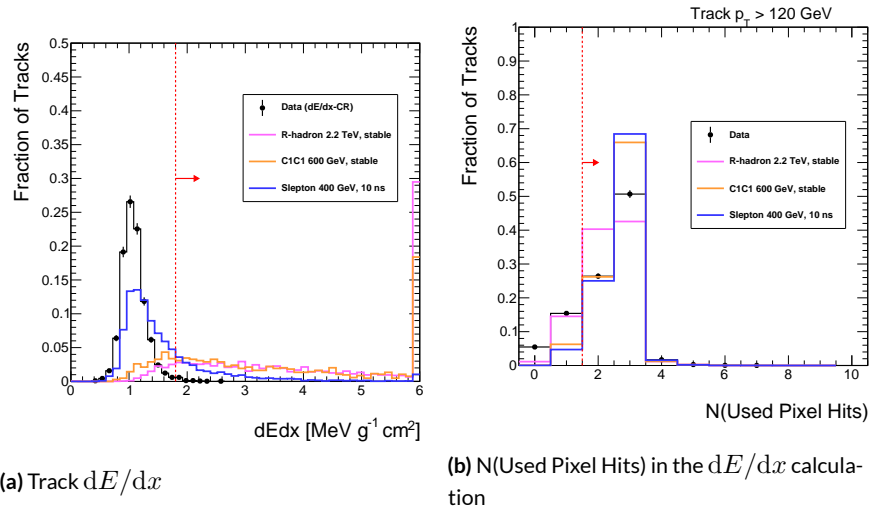 0.5
0.45
0.4
0.35
0.3
0.25
0.2
0.15
0.1
0.05
0
Fraction of Tracks
Data (dE/dx-CR)
R-hadron 2.2 TeV, stable
C1C1 600 GeV, stable
Slepton 400 GeV, 10 ns
0 1 2 3 4 5 6
dEdx [MeV g⁻¹ cm²]
(a) Track dE/dx
Track p_T > 120 GeV
1
0.9
0.8
0.7
0.6
0.5
0.4
0.3
0.2
0.1
0
Fraction of Tracks
Data
R-hadron 2.2 TeV, stable
C1C1 600 GeV, stable
Slepton 400 GeV, 10 ns
0 2 4 6 8 10
N(Used Pixel Hits)
(b) N(Used Pixel Hits) in the dE/dx calcula-
tion